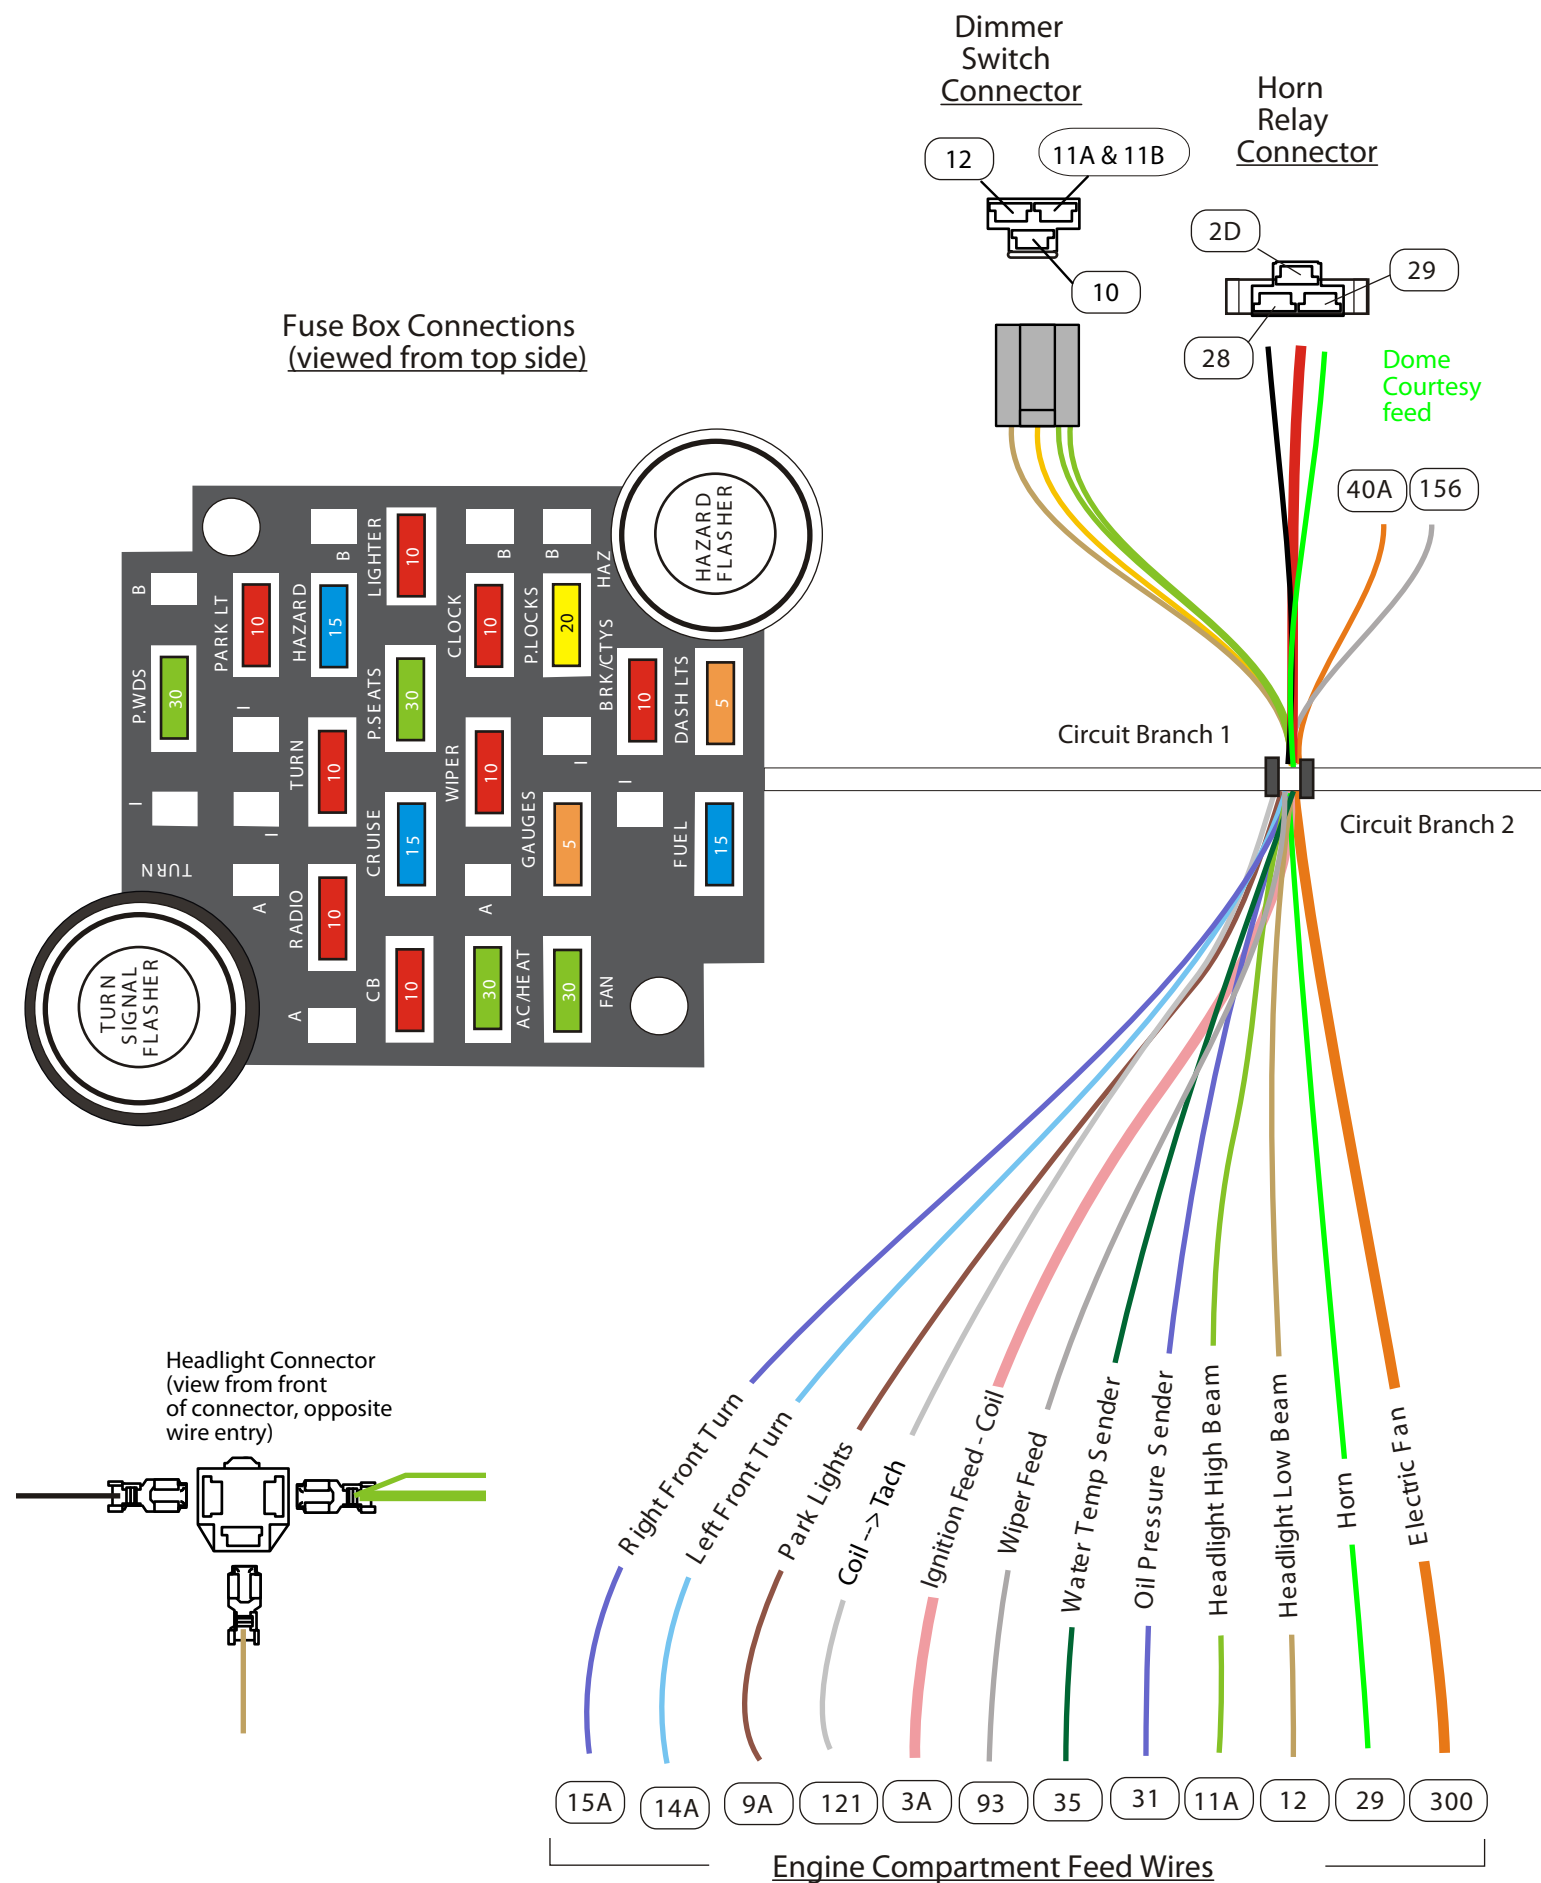 Dimmer
Switch
Connector
12
11A & 11B
10
Horn
Relay
Connector
2D
29
28
Dome
Courtesy
feed
40A
156
Fuse Box Connections
(viewed from top side)
HAZARD
FLASHER
B
LIGHTER
10
B
B
HAZ
B
PARK LT
10
HAZARD
15
CLOCK
10
P.LOCKS
20
P.WDS
30
I
P.SEATS
30
BRK/CTYS
10
DASH LTS
5
TURN
10
WIPER
10
I
I
I
I
CRUISE
15
GAUGES
5
FUEL
15
TURN
A
RADIO
10
A
CB
10
30
AC/HEAT
30
FAN
A
TURN
SIGNAL
FLASHER
Circuit Branch 1
Circuit Branch 2
Headlight Connector
(view from front
of connector, opposite
wire entry)
Right Front Turn
Left Front Turn
Park Lights
Coil --> Tach
Ignition Feed - Coil
Wiper Feed
Water Temp Sender
Oil Pressure Sender
Headlight High Beam
Headlight Low Beam
Horn
Electric Fan
15A
14A
9A
121
3A
93
35
31
11A
12
29
300
Engine Compartment Feed Wires